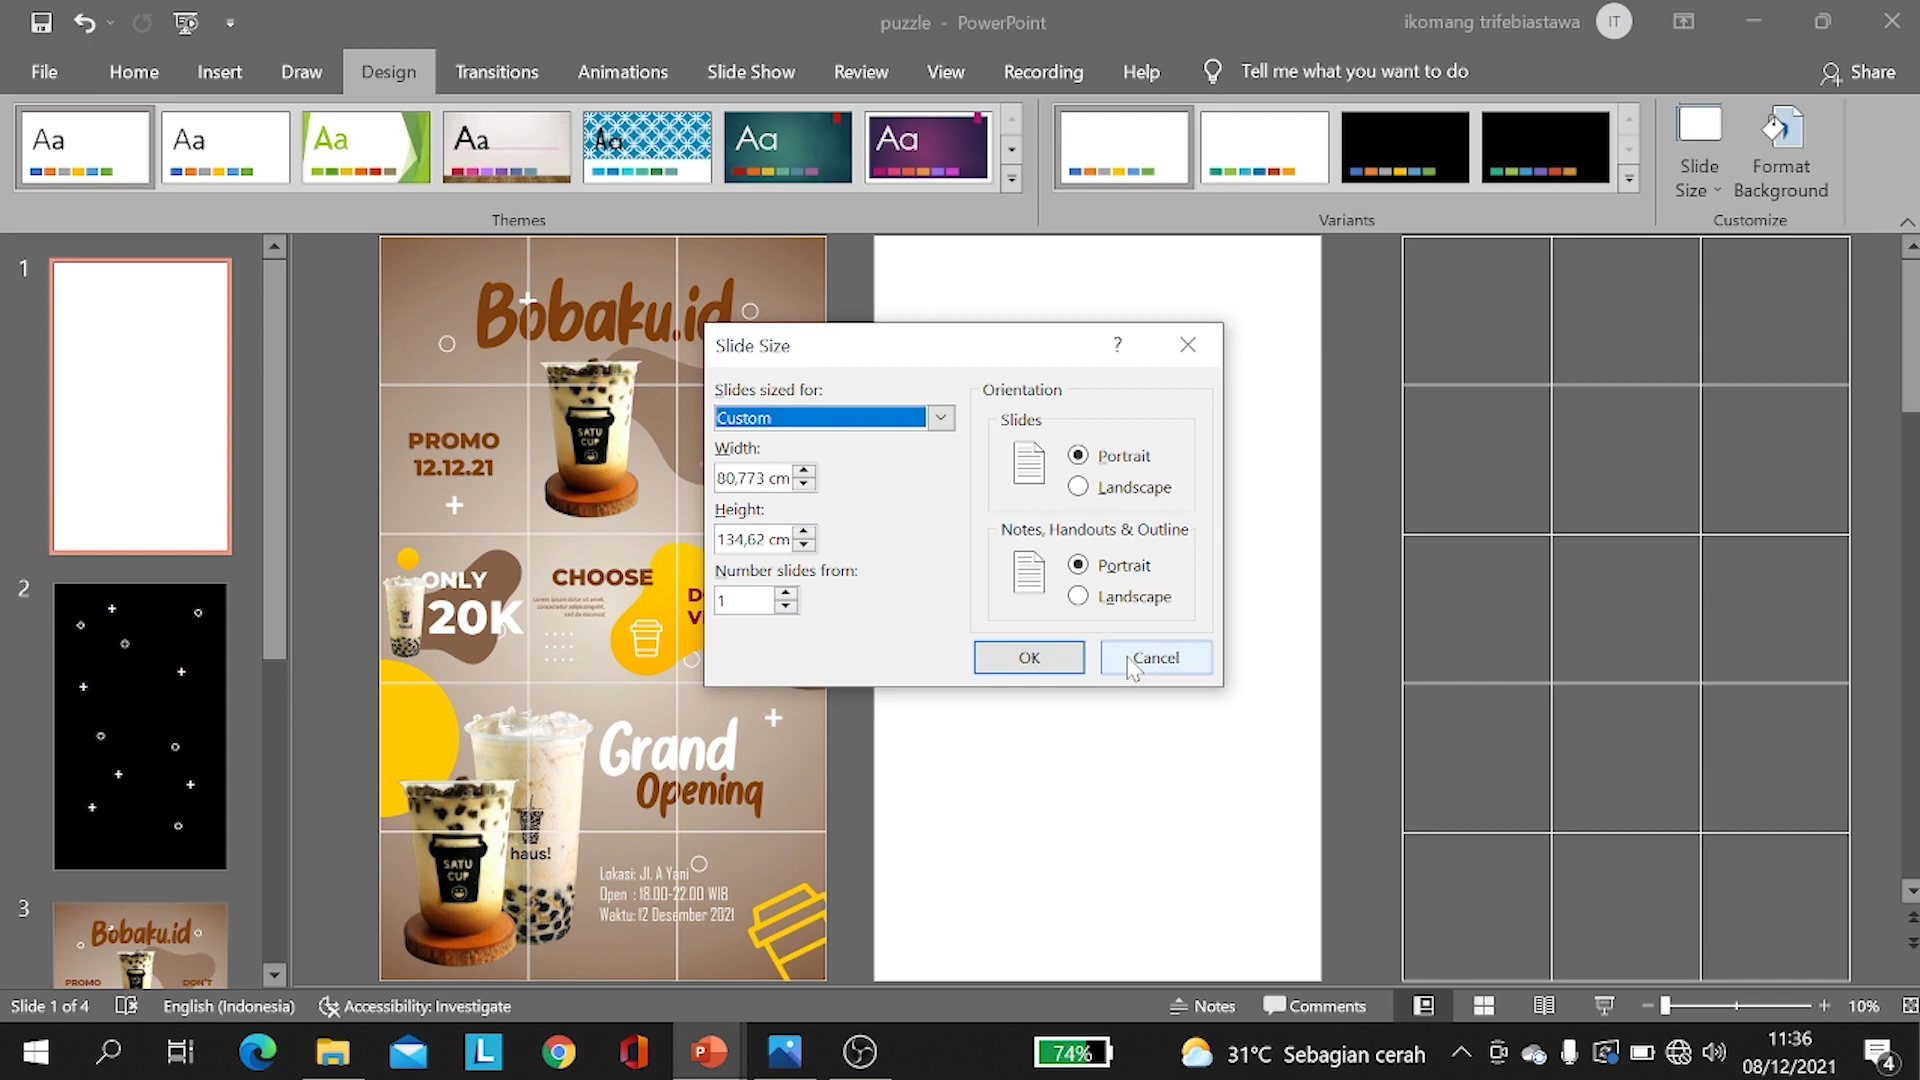 puzzle - PowerPoint
ikomang trifebiastawa
IT
File
Home
Insert
Draw
Design
Transitions
Animations
Slide Show
Review
View
Recording
Help
Tell me what you want to do
Share
Aa
Aa
Aa
Aa
Aa
Aa
Aa
Slide
Size
Format
Background
Themes
Variants
Customize
1
2
3
Bobaku.id
PROMO
DON'T
Bobaku.id
PROMO
12.12.21
SATU
CUP
ONLY
20K
CHOOSE
Lorem ipsum dolor sit amet,
consectetur adipiscing elit,
sed do eiusmod
Grand
Opening
SATU
CUP
haus!
Lokasi: Jl. A Yani
Open : 18.00-22.00 WIB
Waktu: 12 Desember 2021
Slide Size
?
Slides sized for:
Custom
Width:
80,773 cm
Height:
134,62 cm
Number slides from:
1
Orientation
Slides
Portrait
Landscape
Notes, Handouts & Outline
Portrait
Landscape
OK
Cancel
Slide 1 of 4
English (Indonesia)
Accessibility: Investigate
Notes
Comments
10%
L
P
74%
31°C Sebagian cerah
11:36
08/12/2021
4